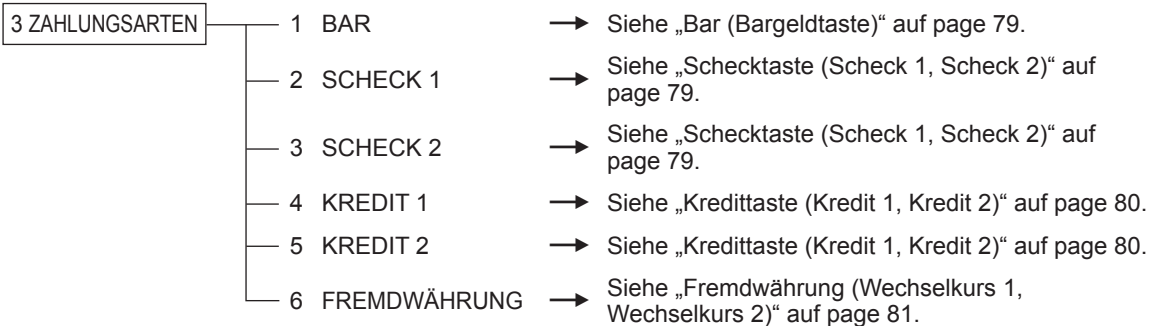 3 ZAHLUNGSARTEN
1 BAR → Siehe „Bar (Bargeldtaste)“ auf page 79.
2 SCHECK 1 → Siehe „Schecktaste (Scheck 1, Scheck 2)“ auf
page 79.
3 SCHECK 2 → Siehe „Schecktaste (Scheck 1, Scheck 2)“ auf
page 79.
4 KREDIT 1 → Siehe „Kredittaste (Kredit 1, Kredit 2)“ auf page 80.
5 KREDIT 2 → Siehe „Kredittaste (Kredit 1, Kredit 2)“ auf page 80.
6 FREMDWÄHRUNG → Siehe „Fremdwährung (Wechselkurs 1,
Wechselkurs 2)“ auf page 81.